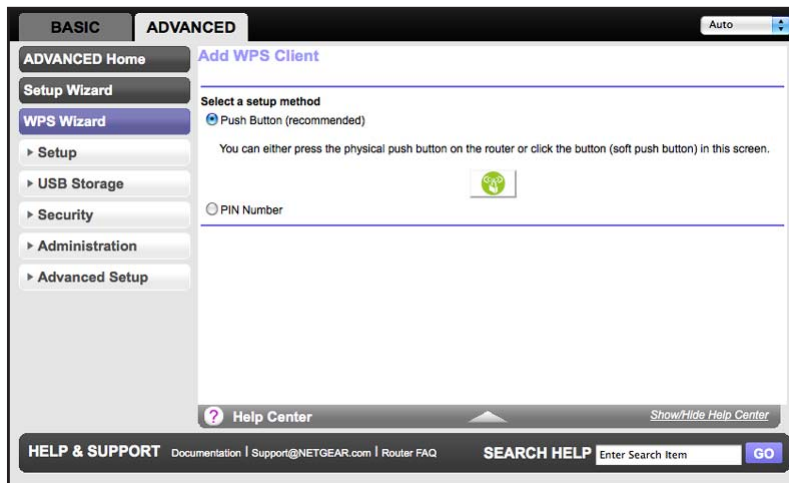 BASIC ADVANCED Auto
ADVANCED Home
Setup Wizard
WPS Wizard
Setup
USB Storage
Security
Administration
Advanced Setup
Add WPS Client
Select a setup method
Push Button (recommended)
You can either press the physical push button on the router or click the button (soft push button) in this screen.
PIN Number
? Help Center Show/Hide Help Center
HELP & SUPPORT Documentation | Support@NETGEAR.com | Router FAQ SEARCH HELP Enter Search Item GO